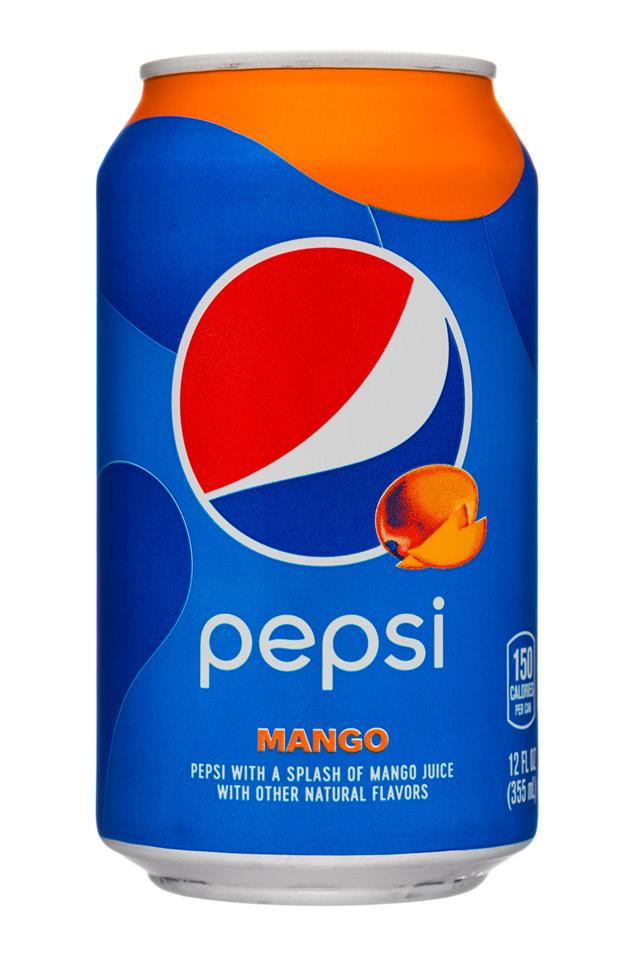 pepsi
MANGO
PEPSI WITH A SPLASH OF MANGO JUICE
WITH OTHER NATURAL FLAVORS
150
CALORIES
PER CAN
12 FL OZ
(355 mL)